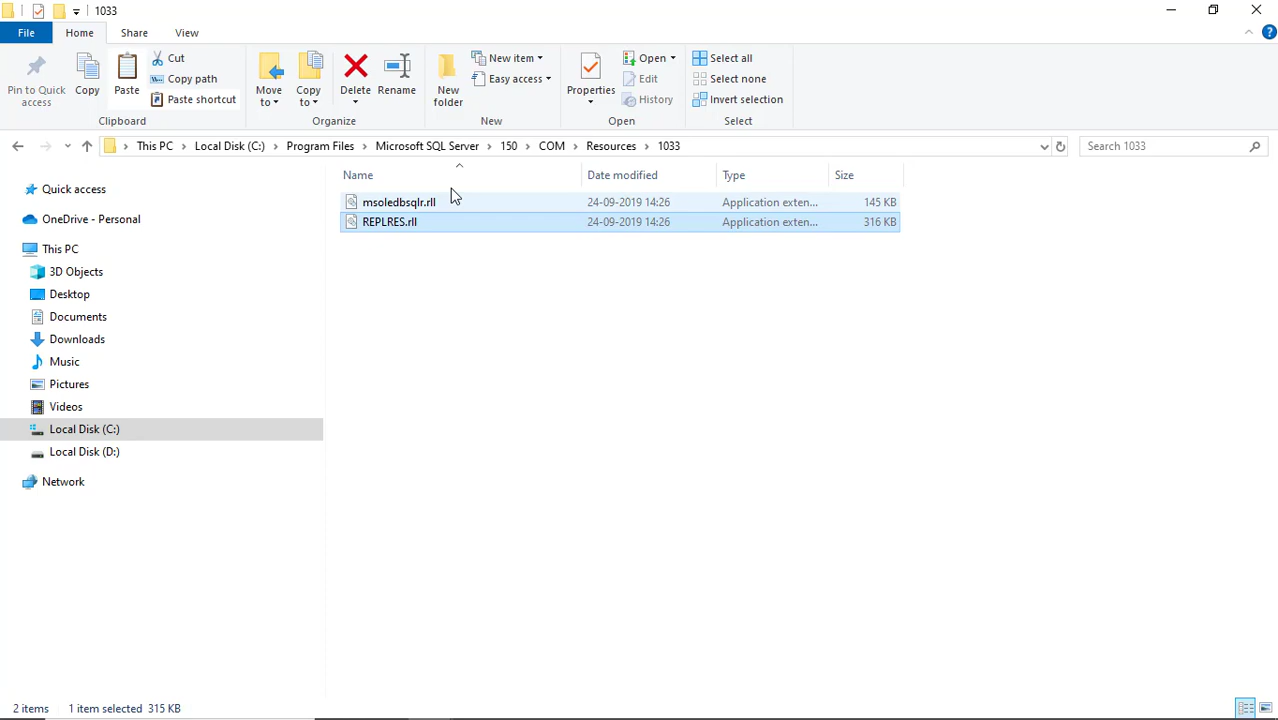 1033
File Home Share View
Pin to Quick access
Copy
Paste
Cut
Copy path
Paste shortcut
Clipboard
Move to
Copy to
Delete
Rename
Organize
New folder
New item
Easy access
New
Properties
Open
Edit
History
Open
Select all
Select none
Invert selection
Select
This PC Local Disk (C:) Program Files Microsoft SQL Server 150 COM Resources 1033
Search 1033
Quick access
OneDrive - Personal
This PC
3D Objects
Desktop
Documents
Downloads
Music
Pictures
Videos
Local Disk (C:)
Local Disk (D:)
Network
Name Date modified Type Size
msoledbsqlr.rll 24-09-2019 14:26 Application exten... 145 KB
REPLRES.rll 24-09-2019 14:26 Application exten... 316 KB
2 items 1 item selected 315 KB